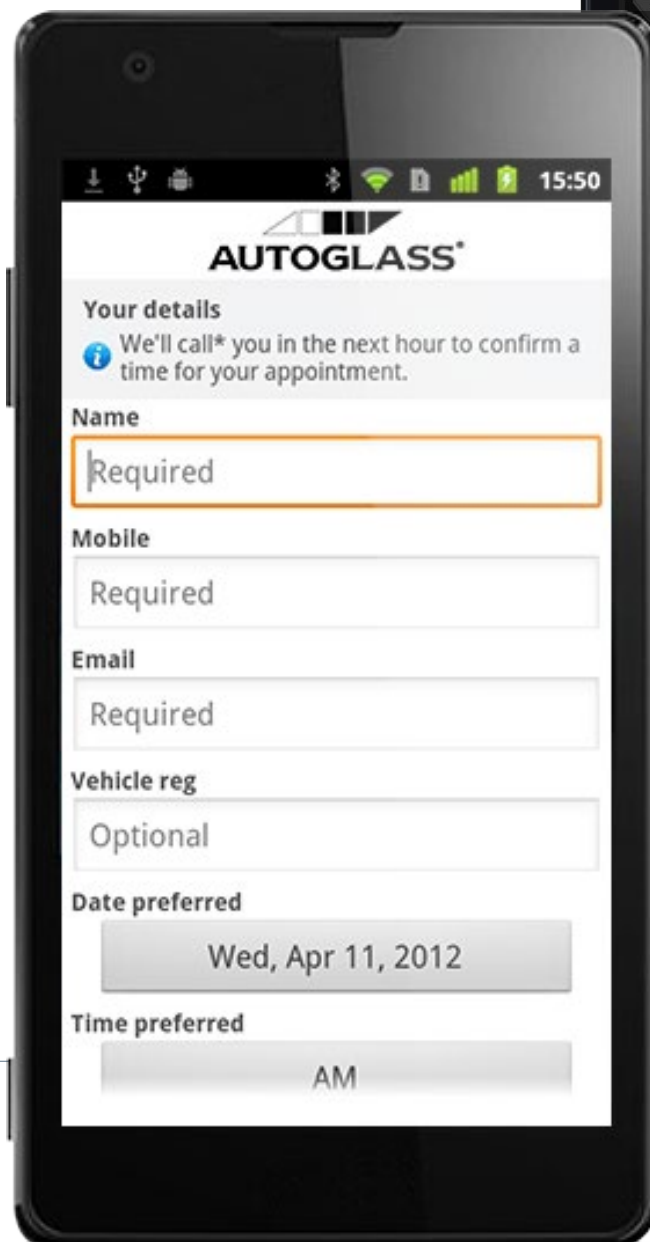 15:50
AUTOGLASS®
Your details
We'll call* you in the next hour to confirm a
time for your appointment.
Name
Required
Mobile
Required
Email
Required
Vehicle reg
Optional
Date preferred
Wed, Apr 11, 2012
Time preferred
AM